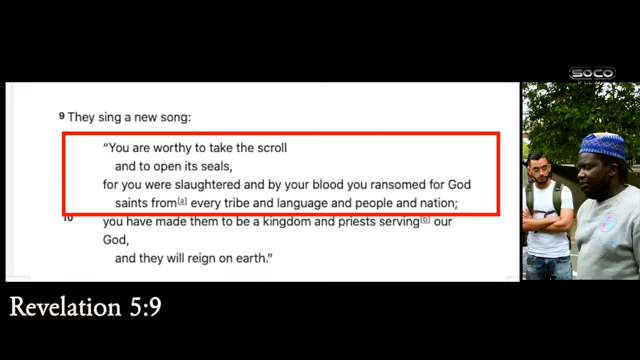 SOCO
9 They sing a new song:
“You are worthy to take the scroll
and to open its seals,
for you were slaughtered and by your blood you ransomed for God
saints from[a] every tribe and language and people and nation;
10
you have made them to be a kingdom and priests serving[b] our
God,
and they will reign on earth.”
Revelation 5:9